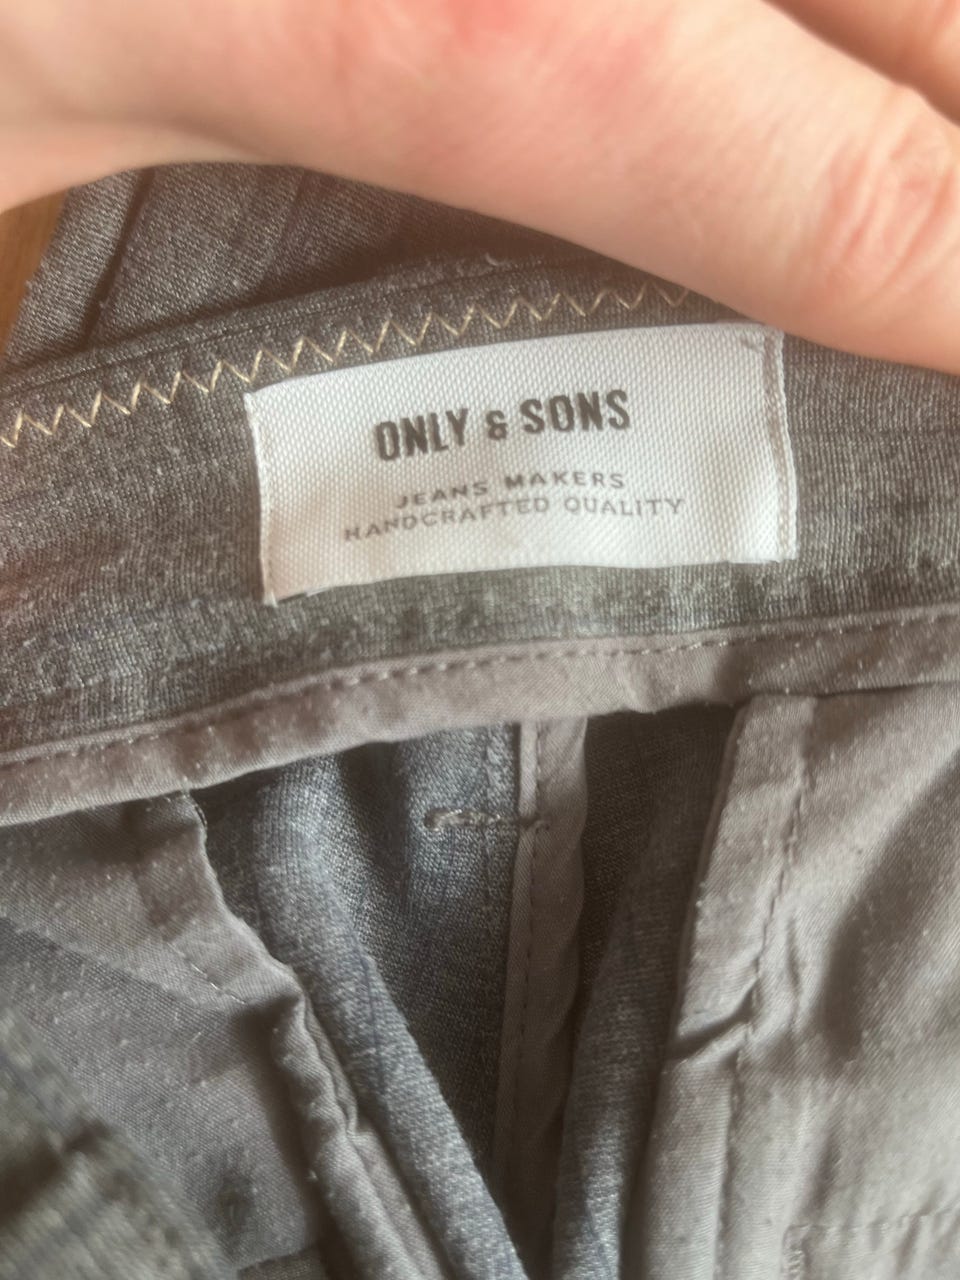 ONLY & SONS
JEANS MAKERS
HANDCRAFTED QUALITY